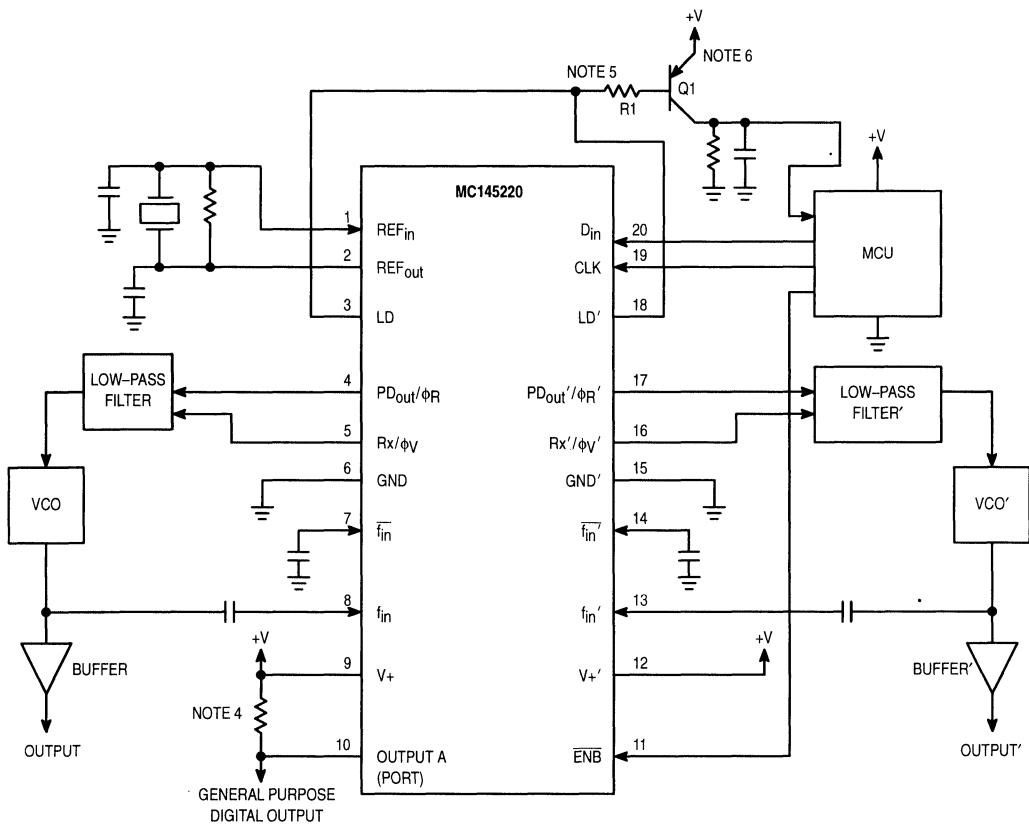 +V
NOTE 6
NOTE 5
Q1
R1
+V
MC145220
1
REFin
Din
20
MCU
2
REFout
CLK
19
3
LD
LD′
18
LOW–PASS
FILTER
4
PDout/ϕR
PDout′/ϕR′
17
LOW–PASS
FILTER′
5
Rx/ϕV
Rx′/ϕV′
16
6
GND
GND′
15
VCO
VCO′
7
fin
fin′
14
8
fin
fin′
13
+V
+V
BUFFER
9
V+
V+′
12
BUFFER′
NOTE 4
10
OUTPUT A
(PORT)
ENB
11
OUTPUT
OUTPUT′
GENERAL PURPOSE
DIGITAL OUTPUT